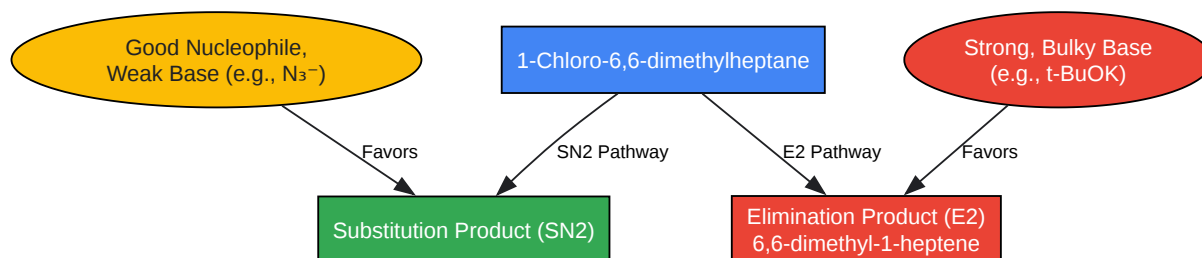 Good Nucleophile,
Weak Base (e.g., N₃⁻)
1-Chloro-6,6-dimethylheptane
Strong, Bulky Base
(e.g., t-BuOK)
Favors
SN2 Pathway
E2 Pathway
Favors
Substitution Product (SN2)
Elimination Product (E2)
6,6-dimethyl-1-heptene